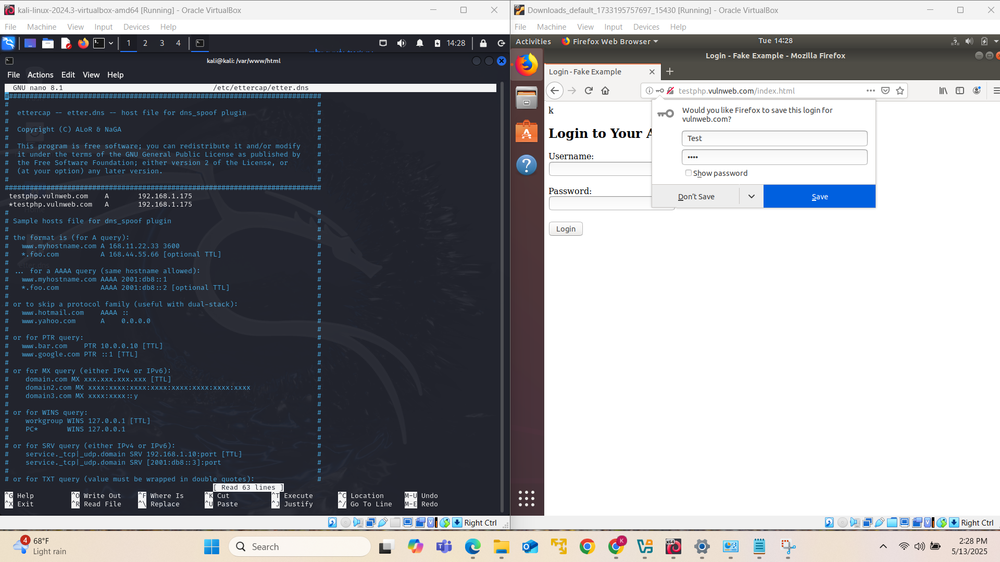 kali-linux-2024.3-virtualbox-amd64 [Running] - Oracle VirtualBox
File Machine View Input Devices Help
1 2 3 4 14:28
kali@kali: /var/www/html
File Actions Edit View Help
GNU nano 8.1 /etc/ettercap/etter.dns
############################################################################
# #
# ettercap -- etter.dns -- host file for dns_spoof plugin #
# #
# Copyright (C) ALoR & NaGA #
# #
# This program is free software; you can redistribute it and/or modify #
# it under the terms of the GNU General Public License as published by #
# the Free Software Foundation; either version 2 of the License, or #
# (at your option) any later version. #
# #
############################################################################
testphp.vulnweb.com A 192.168.1.175
*testphp.vulnweb.com A 192.168.1.175
# #
# Sample hosts file for dns_spoof plugin #
# #
# the format is (for A query): #
# www.myhostname.com A 168.11.22.33 3600 #
# *.foo.com A 168.44.55.66 [optional TTL] #
# #
# ... for a AAAA query (same hostname allowed): #
# www.myhostname.com AAAA 2001:db8::1 #
# *.foo.com AAAA 2001:db8::2 [optional TTL] #
# #
# or to skip a protocol family (useful with dual-stack): #
# www.hotmail.com AAAA :: #
# www.yahoo.com A 0.0.0.0 #
# #
# or for PTR query: #
# www.bar.com PTR 10.0.0.10 [TTL] #
# www.google.com PTR ::1 [TTL] #
# #
# or for MX query (either IPv4 or IPv6): #
# domain.com MX xxx.xxx.xxx.xxx [TTL] #
# domain2.com MX xxxx:xxxx:xxxx:xxxx:xxxx:xxxx:xxxx:xxxx #
# domain3.com MX xxxx:xxxx::y #
# #
# or for WINS query: #
# workgroup WINS 127.0.0.1 [TTL] #
# PC* WINS 127.0.0.1 #
# #
# or for SRV query (either IPv4 or IPv6): #
# service._tcp|_udp.domain SRV 192.168.1.10:port [TTL] #
# service._tcp|_udp.domain SRV [2001:db8::3]:port #
# #
# or for TXT query (value must be wrapped in double quotes): #
[ Read 63 lines ]
^G Help ^O Write Out ^F Where Is ^K Cut ^T Execute ^C Location M-U Undo
^X Exit ^R Read File ^\ Replace ^U Paste ^J Justify ^/ Go To Line M-E Redo
Right Ctrl
Downloads_default_1733195757697_15430 [Running] - Oracle VirtualBox
File Machine View Input Devices Help
Activities Firefox Web Browser Tue 14:28
Login - Fake Example - Mozilla Firefox
Login - Fake Example
testphp.vulnweb.com/index.html
k
Login to Your A
Username:
Password:
Login
Would you like Firefox to save this login for
vulnweb.com?
Test
••••
Show password
Don't Save
Save
Right Ctrl
4
68°F
Light rain
Search
K
x64
2:28 PM
5/13/2025